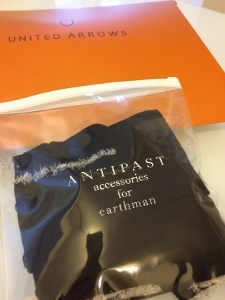 UNITED ARROWS
ANTIPAST
accessories
for
earthman